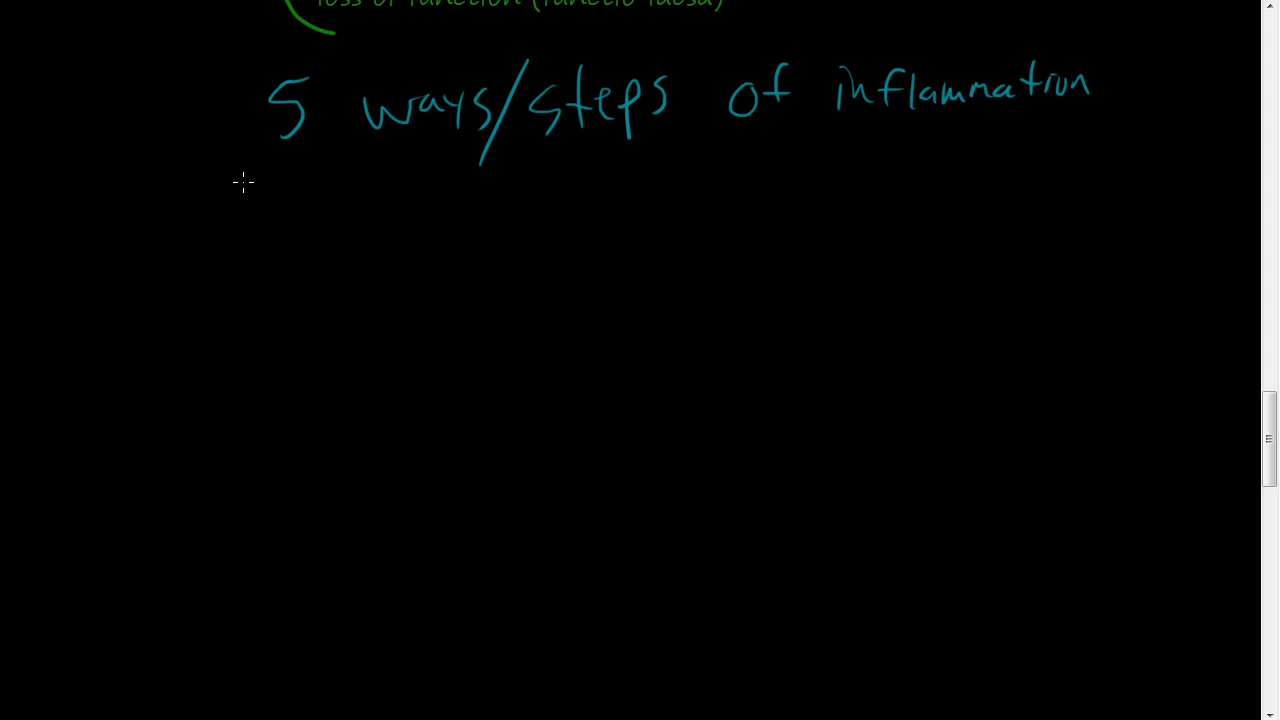 loss of function (functio laesa)
5 ways/steps of inflammation